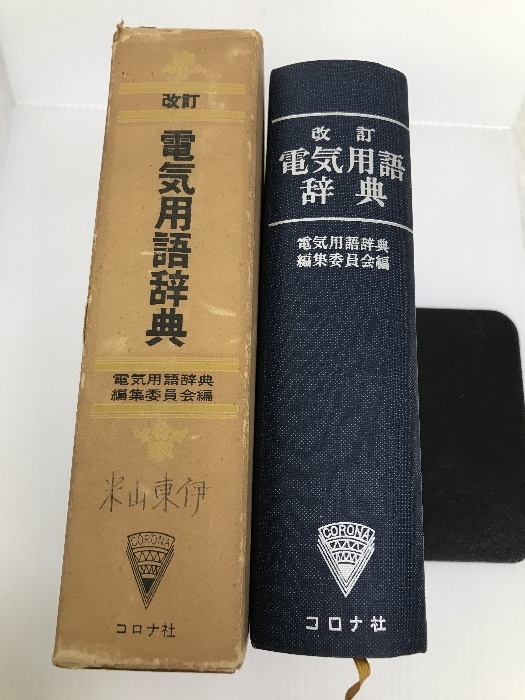 改訂
電気用語辞典
電気用語辞典
編集委員会編
米山東伊
CORONA
コロナ社
改訂
電気用語
辞典
電気用語辞典
編集委員会編
CORONA
コロナ社